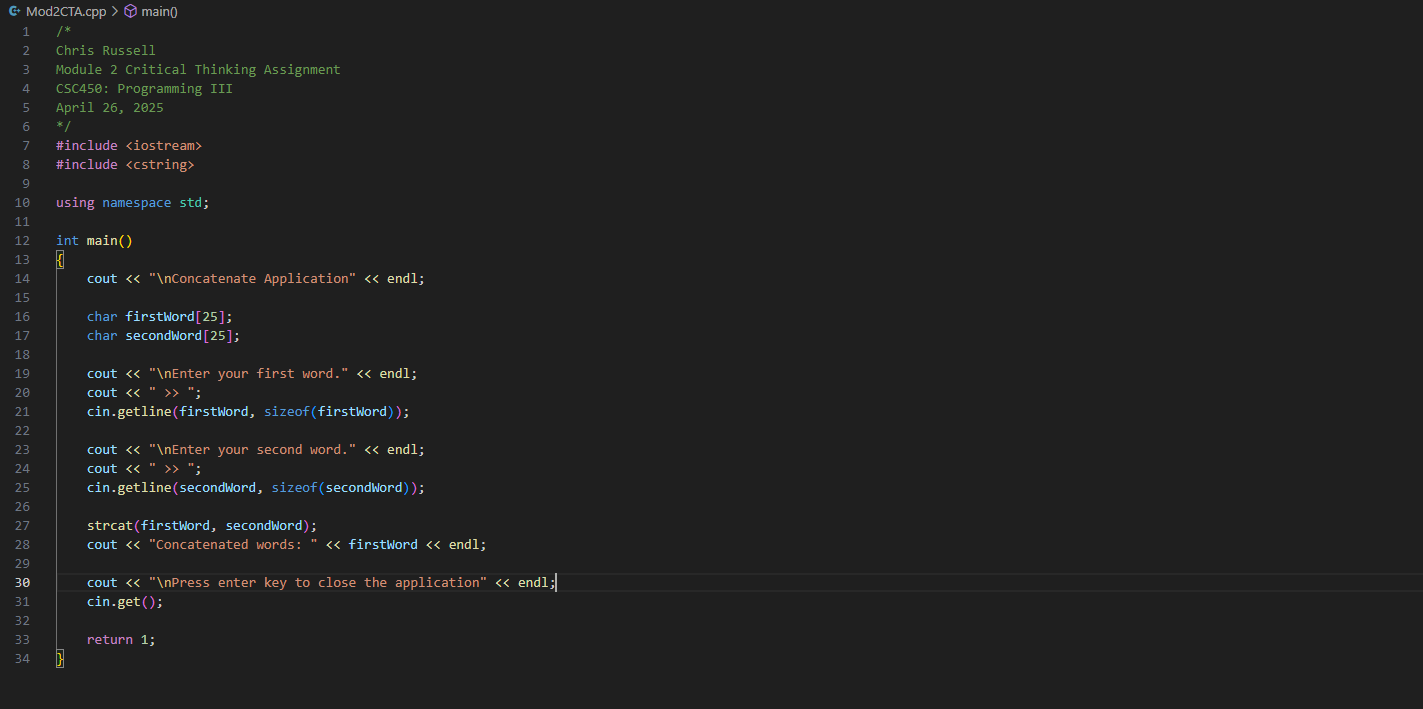 Mod2CTA.cpp > main()
1 /*
2 Chris Russell
3 Module 2 Critical Thinking Assignment
4 CSC450: Programming III
5 April 26, 2025
6 */
7 #include <iostream>
8 #include <cstring>
9
10 using namespace std;
11
12 int main()
13 {
14     cout << "\nConcatenate Application" << endl;
15
16     char firstWord[25];
17     char secondWord[25];
18
19     cout << "\nEnter your first word." << endl;
20     cout << " >> ";
21     cin.getline(firstWord, sizeof(firstWord));
22
23     cout << "\nEnter your second word." << endl;
24     cout << " >> ";
25     cin.getline(secondWord, sizeof(secondWord));
26
27     strcat(firstWord, secondWord);
28     cout << "Concatenated words: " << firstWord << endl;
29
30     cout << "\nPress enter key to close the application" << endl;
31     cin.get();
32
33     return 1;
34 }